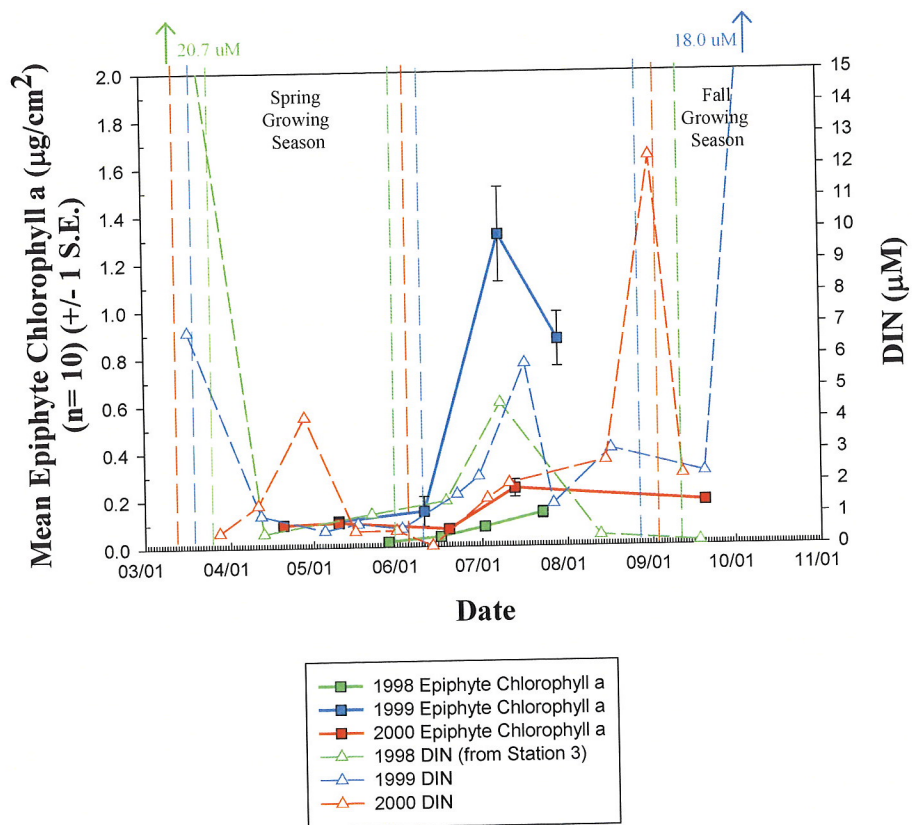 20.7 uM
18.0 uM
Mean Epiphyte Chlorophyll a (µg/cm²)
(n= 10) (+/- 1 S.E.)
2.0
1.8
1.6
1.4
1.2
1.0
0.8
0.6
0.4
0.2
0.0
Spring
Growing
Season
Fall
Growing
Season
15
14
13
12
11
10
9
8
7
6
5
4
3
2
1
0
DIN (µM)
03/01
04/01
05/01
06/01
07/01
08/01
09/01
10/01
11/01
Date
1998 Epiphyte Chlorophyll a
1999 Epiphyte Chlorophyll a
2000 Epiphyte Chlorophyll a
1998 DIN (from Station 3)
1999 DIN
2000 DIN